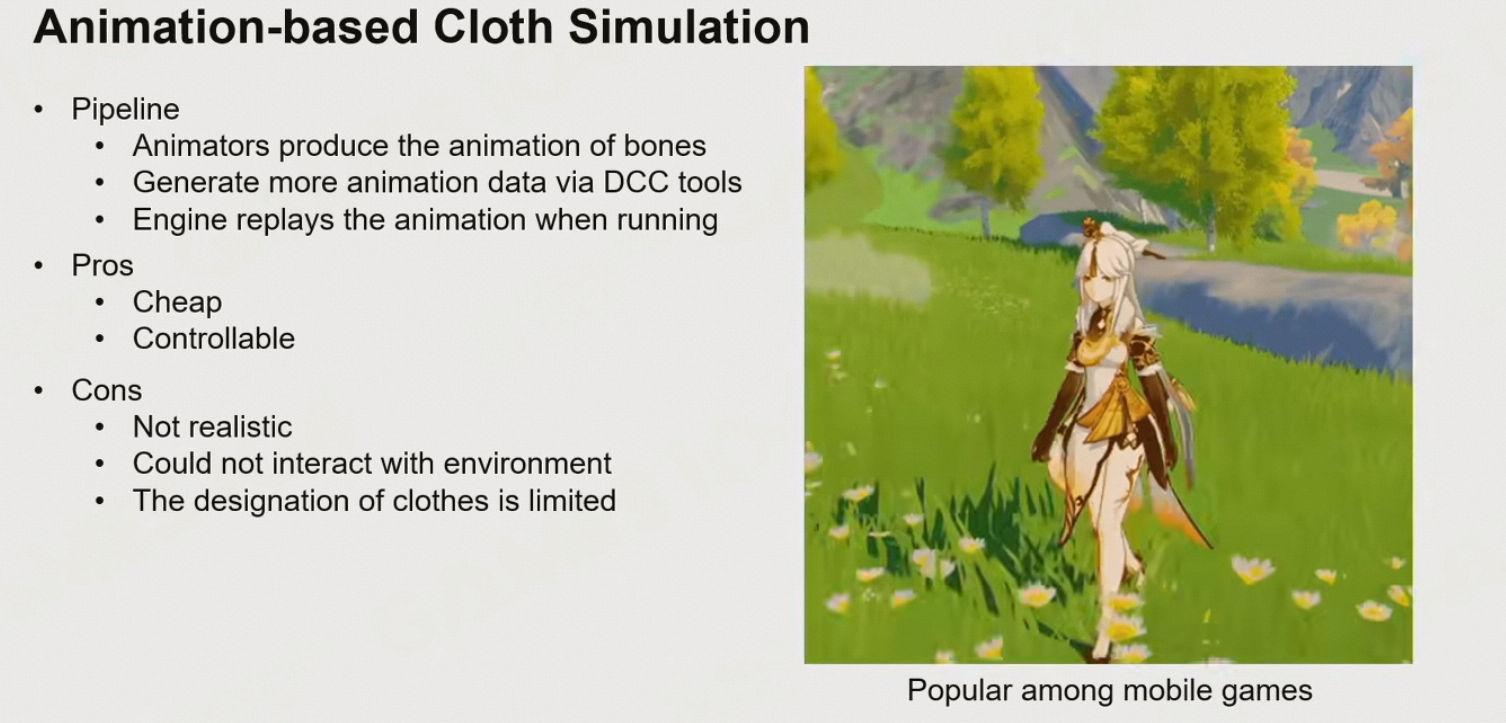 Animation-based Cloth Simulation
• Pipeline
• Animators produce the animation of bones
• Generate more animation data via DCC tools
• Engine replays the animation when running
• Pros
• Cheap
• Controllable
• Cons
• Not realistic
• Could not interact with environment
• The designation of clothes is limited
Popular among mobile games